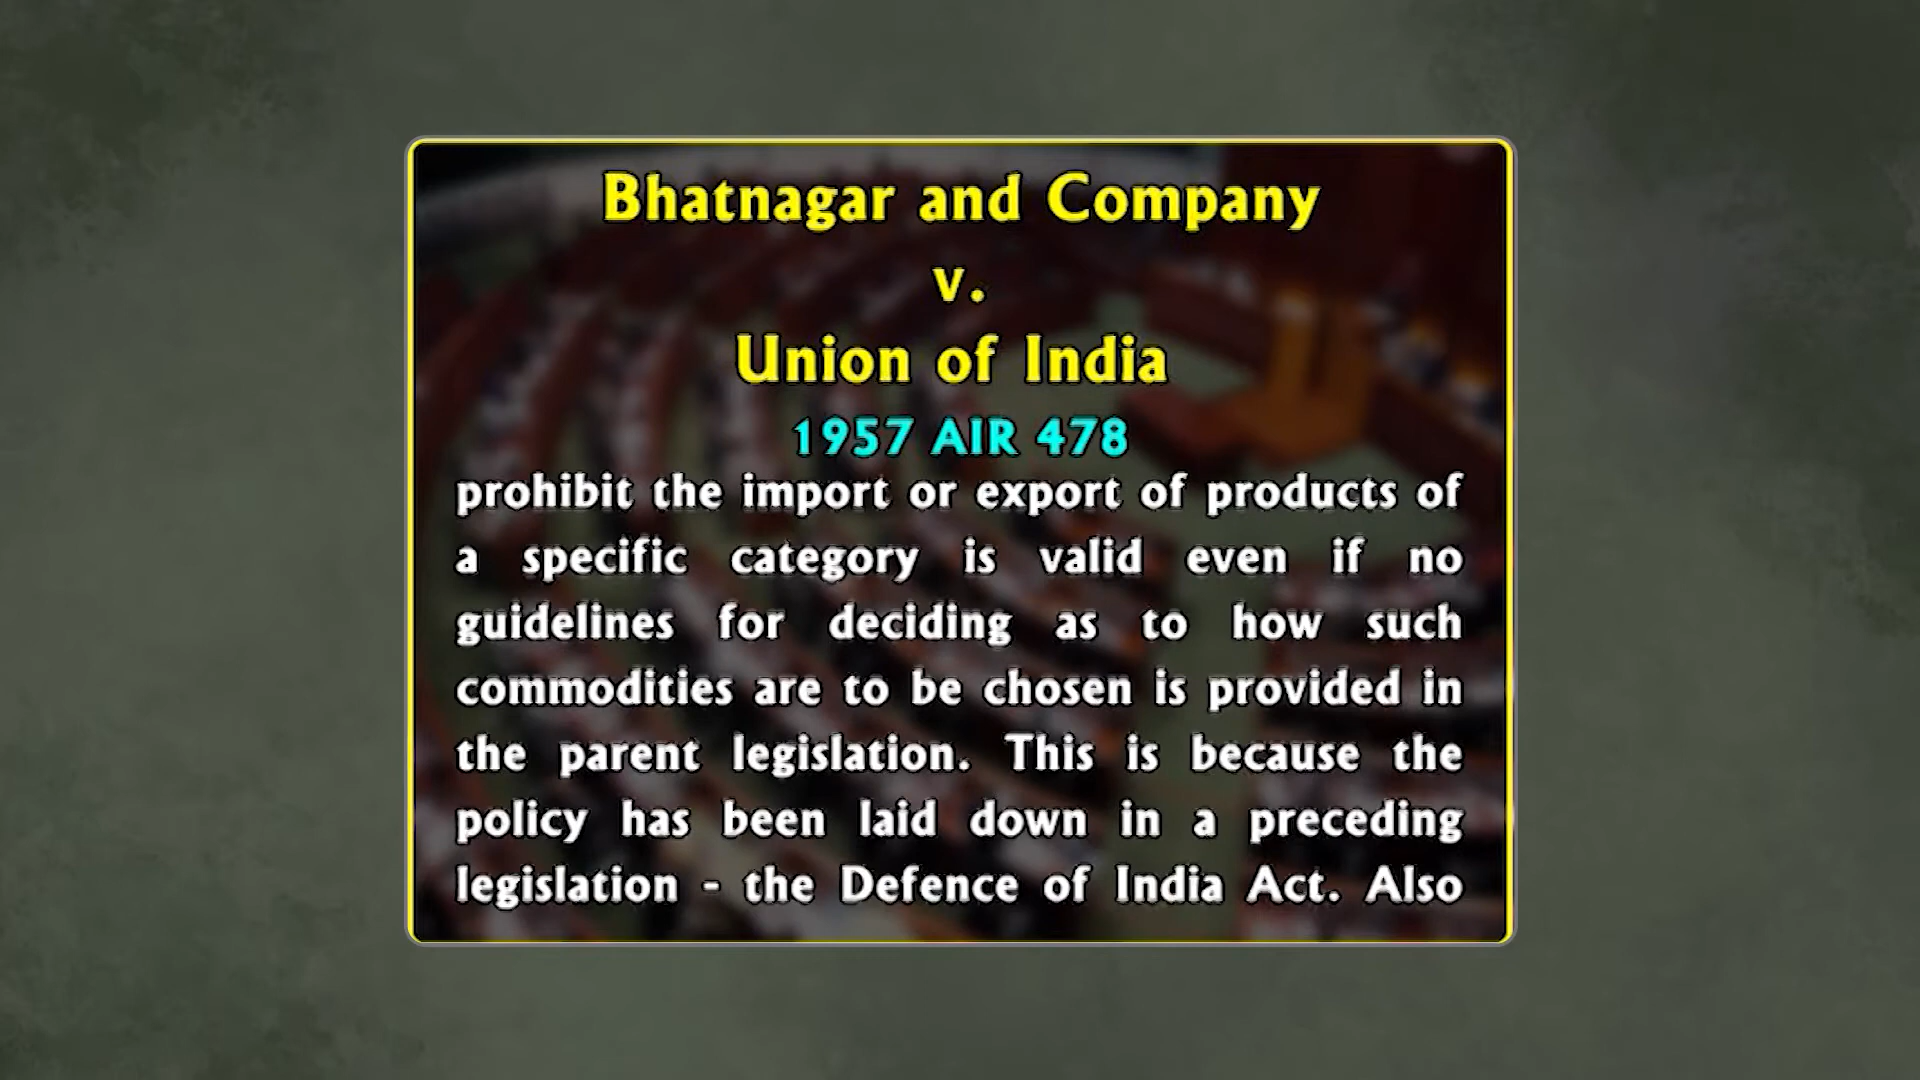 Bhatnagar and Company
v.
Union of India
1957 AIR 478
prohibit the import or export of products of
a specific category is valid even if no
guidelines for deciding as to how such
commodities are to be chosen is provided in
the parent legislation. This is because the
policy has been laid down in a preceding
legislation - the Defence of India Act. Also